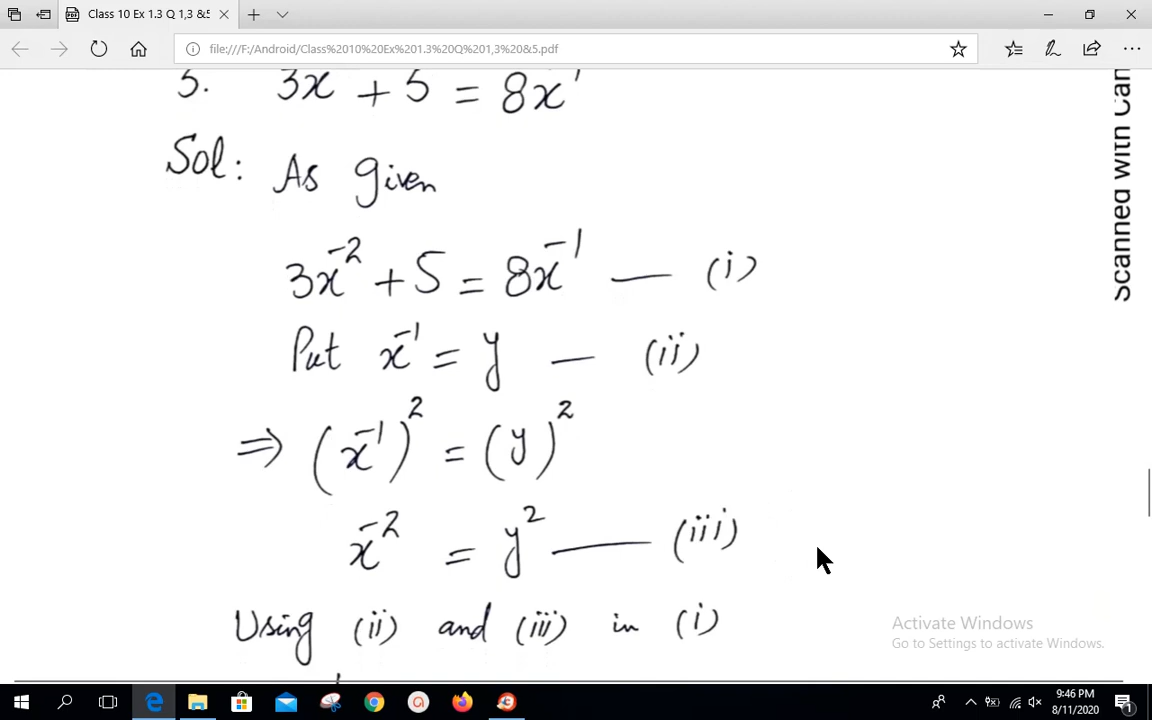 Class 10 Ex 1.3 Q 1,3 &5
file:///F:/Android/Class%2010%20Ex%201.3%20Q%201,3%20&5.pdf
5. 3x + 5 = 8x⁻¹
Sol: As given
3x⁻² + 5 = 8x⁻¹ — (i)
Put x⁻¹ = y — (ii)
⇒ (x⁻¹)² = (y)²
x⁻² = y² — (iii)
Using (ii) and (iii) in (i)
Scanned with Can
Activate Windows
Go to Settings to activate Windows.
9:46 PM
8/11/2020
1